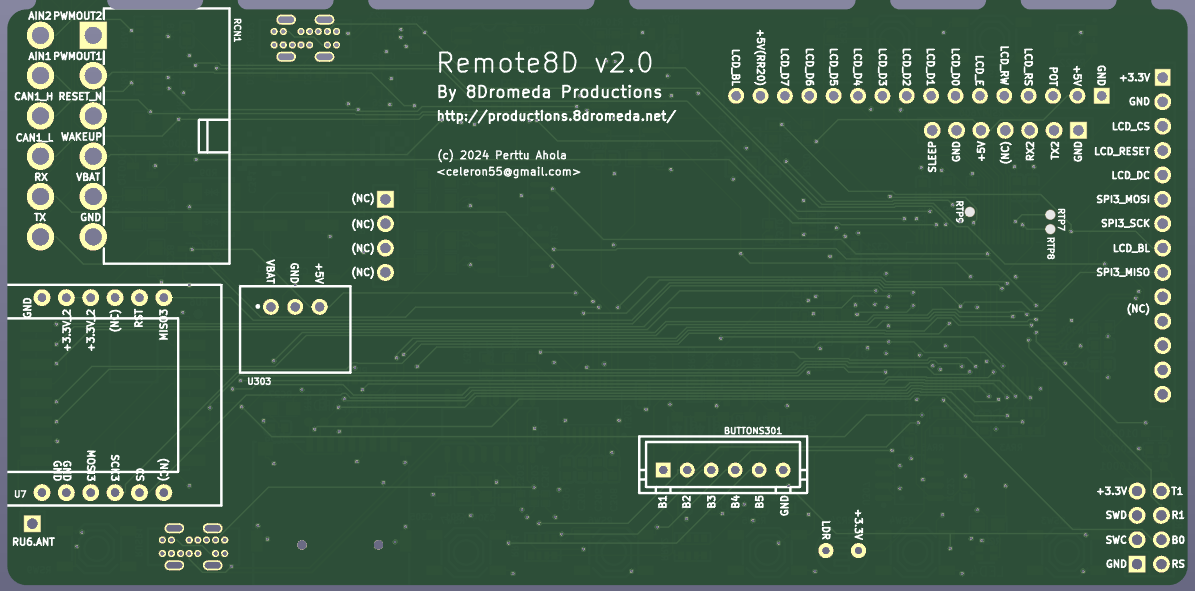 AIN2 PWMOUT2
AIN1 PWMOUT1
CAN1_H RESET_N
CAN1_L WAKEUP
RX VBAT
TX GND
RCN1
Remote8D v2.0
By 8Dromeda Productions
http://productions.8dromeda.net/
(c) 2024 Perttu Ahola
<celeron55@gmail.com>
LCD_BL1
+5V(RP20)
LCD_D7
LCD_D6
LCD_D5
LCD_D4
LCD_D3
LCD_D2
LCD_D1
LCD_D0
LCD_E
LCD_RW
LCD_RS
POT
+5V
GND
SLEEP
GND
+5V
(NC)
RX2
TX2
GND
+3.3V
GND
LCD_CS
LCD_RESET
LCD_DC
SPI3_MOSI
SPI3_SCK
LCD_BL
SPI3_MISO
(NC)
RTP9
RTP7
RTP8
(NC)
(NC)
(NC)
(NC)
VBAT
GND
+5V
U303
GND
+3.3V_2
+3.3V_2
(NC)
RST
MOSI3
GND
GND
MOSI3
SCK3
CS
(NC)
U7
RU6.ANT
BUTTONS301
B1
B2
B3
B4
B5
GND
LDR
+3.3V
+3.3V T1
SWD R1
SWC B0
GND RS